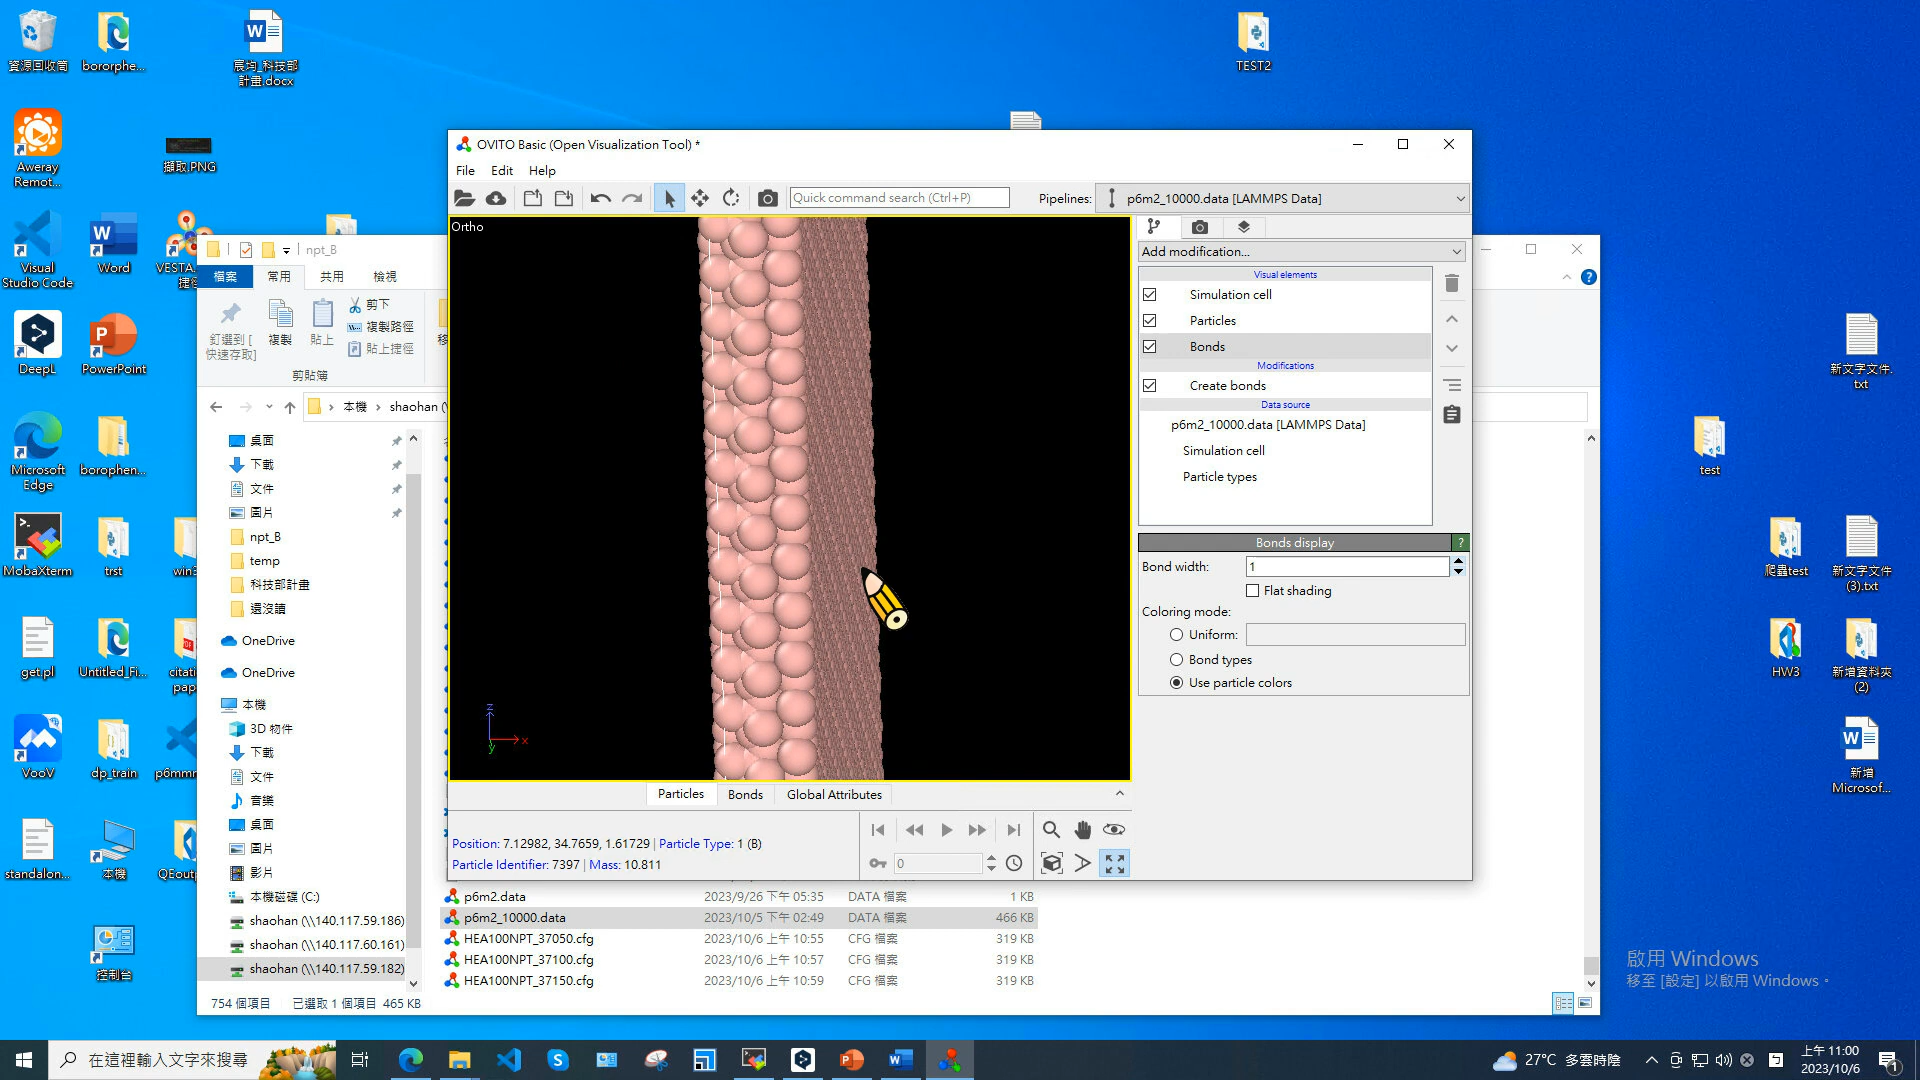 資源回收筒
bororphe...
宸均_科技部
計畫.docx
TEST2
Aweray
Remot...
擷取.PNG
Visual
Studio Code
Word
VESTA...
DeepL
PowerPoint
Microsoft
Edge
borophen...
MobaXterm
trst
get.pl
Untitled_Fi...
VooV
dp_train
standalon...
本機
控制台
新文字文件.
txt
test
爬蟲test
新文字文件
(3).txt
HW3
新增資料夾
(2)
新增
Microsof...
npt_B
檔案
常用
共用
檢視
釘選到 [
快速存取]
複製
貼上
剪下
複製路徑
貼上捷徑
剪貼簿
本機
shaohan (
桌面
下載
文件
圖片
npt_B
temp
科技部計畫
還沒讀
OneDrive
OneDrive
本機
3D 物件
下載
文件
音樂
桌面
圖片
影片
本機磁碟 (C:)
shaohan (\\140.117.59.186)
shaohan (\\140.117.60.161)
shaohan (\\140.117.59.182)
754 個項目
已選取 1 個項目 465 KB
OVITO Basic (Open Visualization Tool) *
File Edit Help
Quick command search (Ctrl+P)
Pipelines:
p6m2_10000.data [LAMMPS Data]
Ortho
z
x
y
Add modification...
Visual elements
Simulation cell
Particles
Bonds
Modifications
Create bonds
Data source
p6m2_10000.data [LAMMPS Data]
Simulation cell
Particle types
Bonds display
?
Bond width:
1
Flat shading
Coloring mode:
Uniform:
Bond types
Use particle colors
Particles Bonds Global Attributes
Position: 7.12982, 34.7659, 1.61729 | Particle Type: 1 (B)
Particle Identifier: 7397 | Mass: 10.811
0
p6m2.data 2023/9/26 下午 05:35 DATA 檔案 1 KB
p6m2_10000.data 2023/10/5 下午 02:49 DATA 檔案 466 KB
HEA100NPT_37050.cfg 2023/10/6 上午 10:55 CFG 檔案 319 KB
HEA100NPT_37100.cfg 2023/10/6 上午 10:57 CFG 檔案 319 KB
HEA100NPT_37150.cfg 2023/10/6 上午 10:59 CFG 檔案 319 KB
啟用 Windows
移至 [設定] 以啟用 Windows。
在這裡輸入文字來搜尋
27°C 多雲時陰
上午 11:00
2023/10/6
1